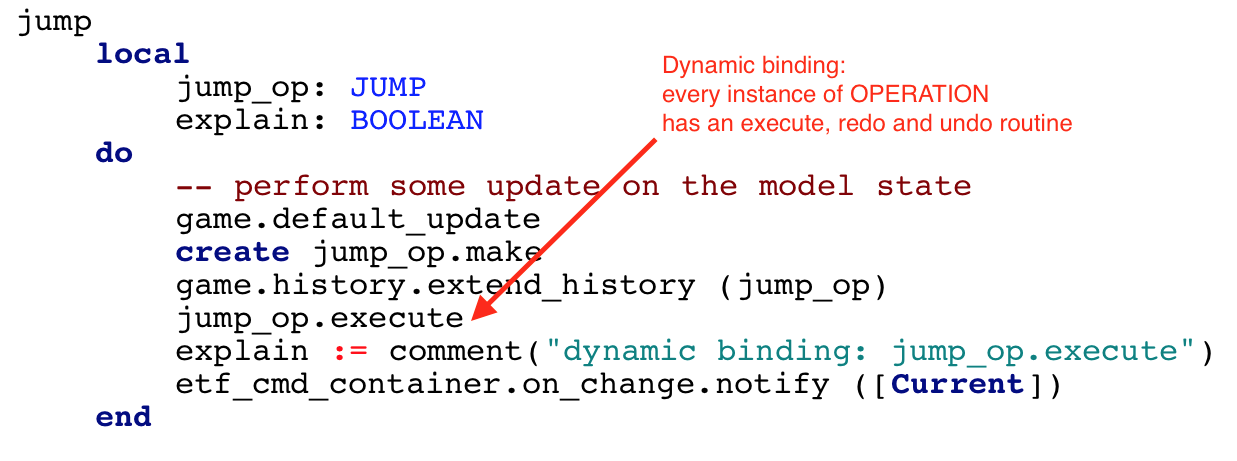 jump
local
jump_op: JUMP
explain: BOOLEAN
do
-- perform some update on the model state
game.default_update
create jump_op.make
game.history.extend_history (jump_op)
jump_op.execute
explain := comment("dynamic binding: jump_op.execute")
etf_cmd_container.on_change.notify ([Current])
end
Dynamic binding:
every instance of OPERATION
has an execute, redo and undo routine